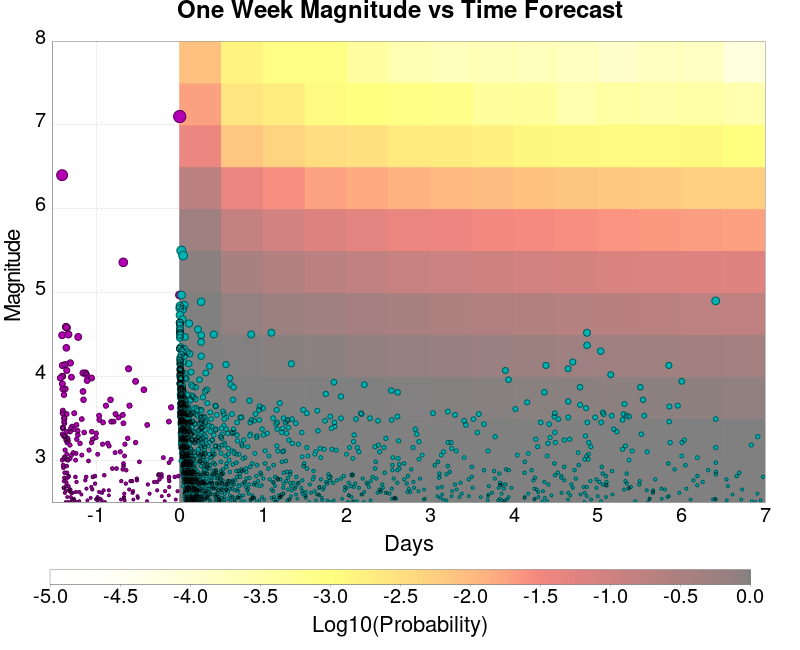 One Week Magnitude vs Time Forecast
8
7
6
5
4
3
Magnitude
-1 0 1 2 3 4 5 6 7
Days
-5.0 -4.5 -4.0 -3.5 -3.0 -2.5 -2.0 -1.5 -1.0 -0.5 0.0
Log10(Probability)